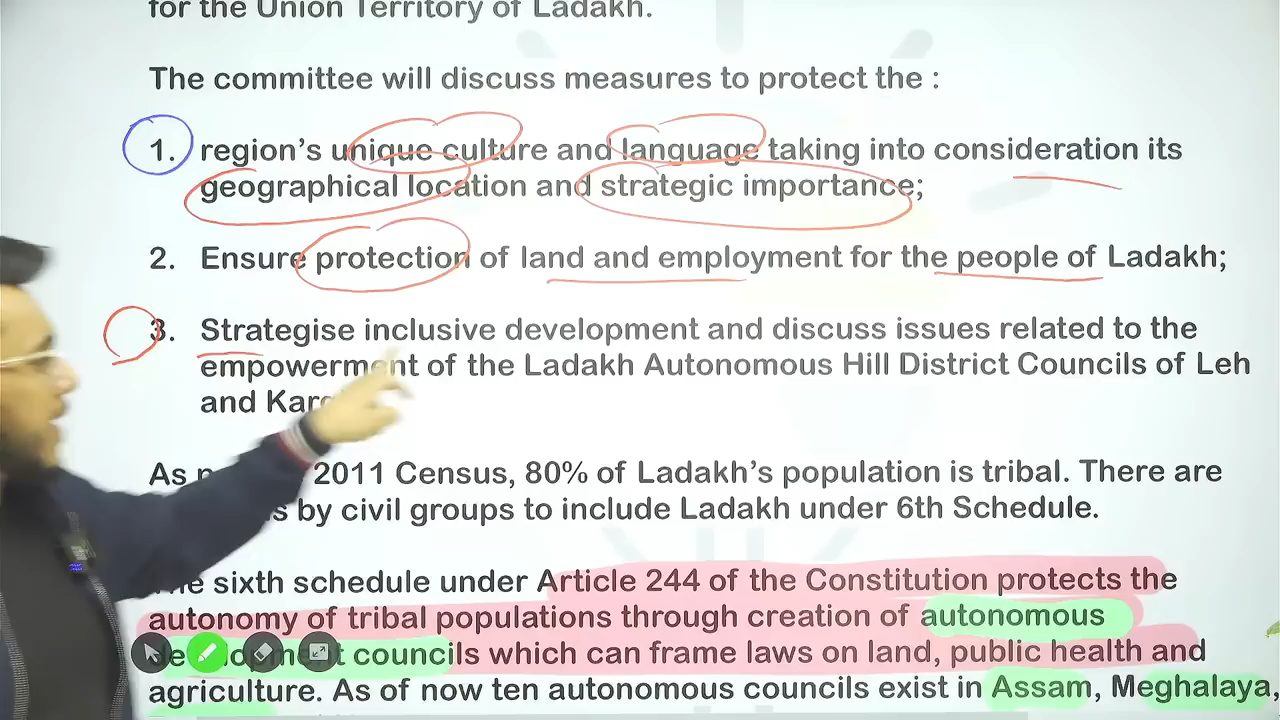 for the Union Territory of Ladakh.
The committee will discuss measures to protect the :
1. region's unique culture and language taking into consideration its
geographical location and strategic importance;
2. Ensure protection of land and employment for the people of Ladakh;
3. Strategise inclusive development and discuss issues related to the
empowerment of the Ladakh Autonomous Hill District Councils of Leh
and
As 2011 Census, 80% of Ladakh's population is tribal. There are
by civil groups to include Ladakh under 6th Schedule.
sixth schedule under Article 244 of the Constitution protects the
autonomy of tribal populations through creation of autonomous
councils which can frame laws on land, public health and
agriculture. As of now ten autonomous councils exist in Assam, Meghalaya,